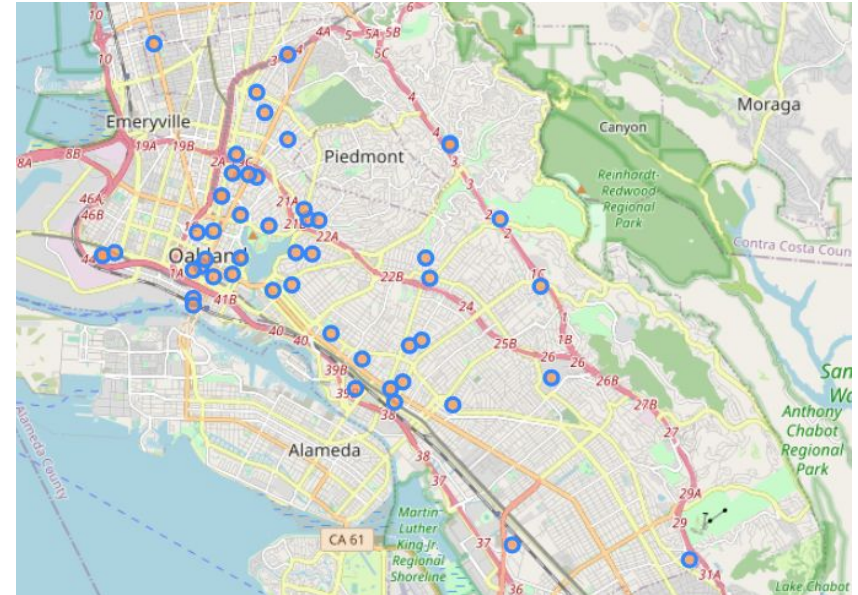 10
10
4A
5
5A
5B
6
5C
3
4
4
Moraga
Emeryville
Canyon
4
3
19A
19B
2A
8A
8B
Piedmont
3
Reinhardt-
Redwood-
Regional
Park
46A
46B
21A
2
2
22A
Contra Costa Coun
44
Oakland
1A
22B
1C
41B
24
1
1B
40
40
25B
26
26
39B
26B
San
27B
Anthony
Chabot
Regional
Park
38
27
Alameda
Alameda County
38
37
29A
Martin
Luther
King-Jr.
Regional
Shoreline
29
CA 61
37
36
31A
Lake Chabot